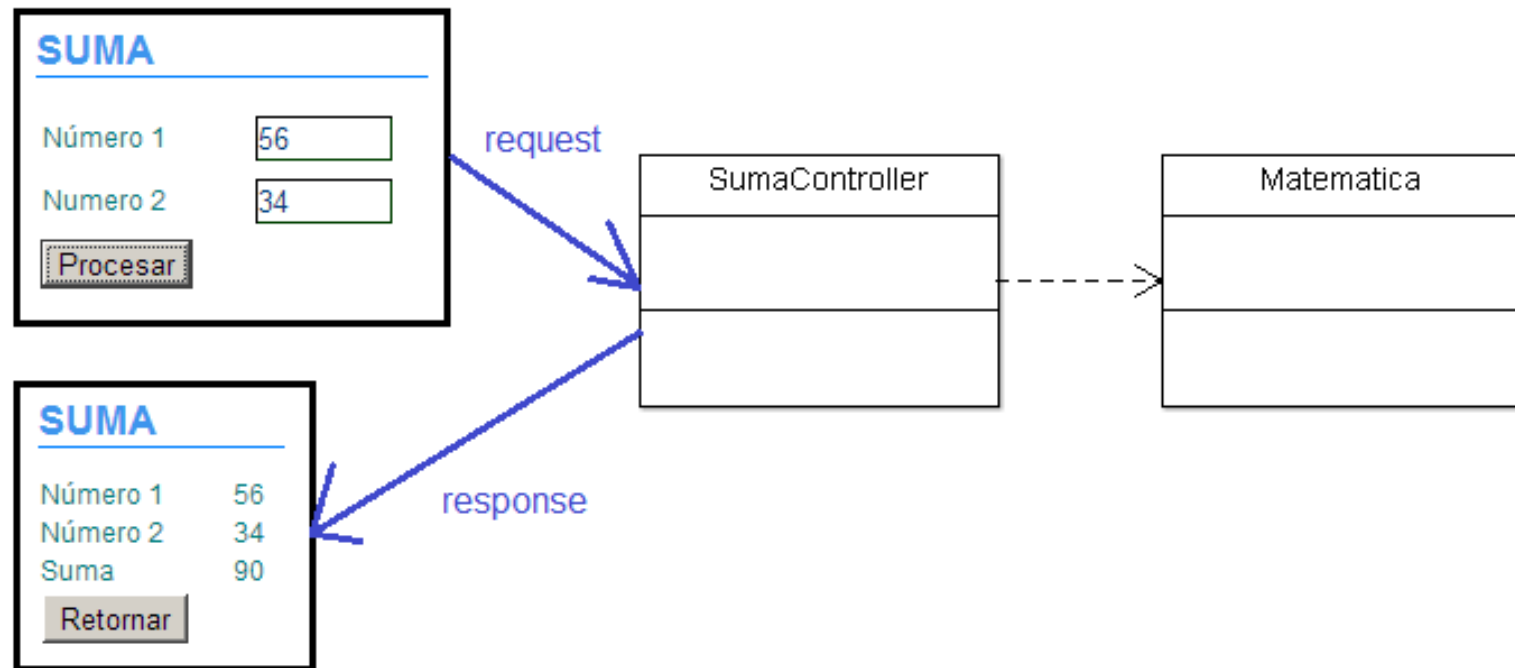 SUMA
Número 1 56
Numero 2 34
Procesar
request
SumaController
Matematica
SUMA
Número 1 56
Número 2 34
Suma 90
Retornar
response